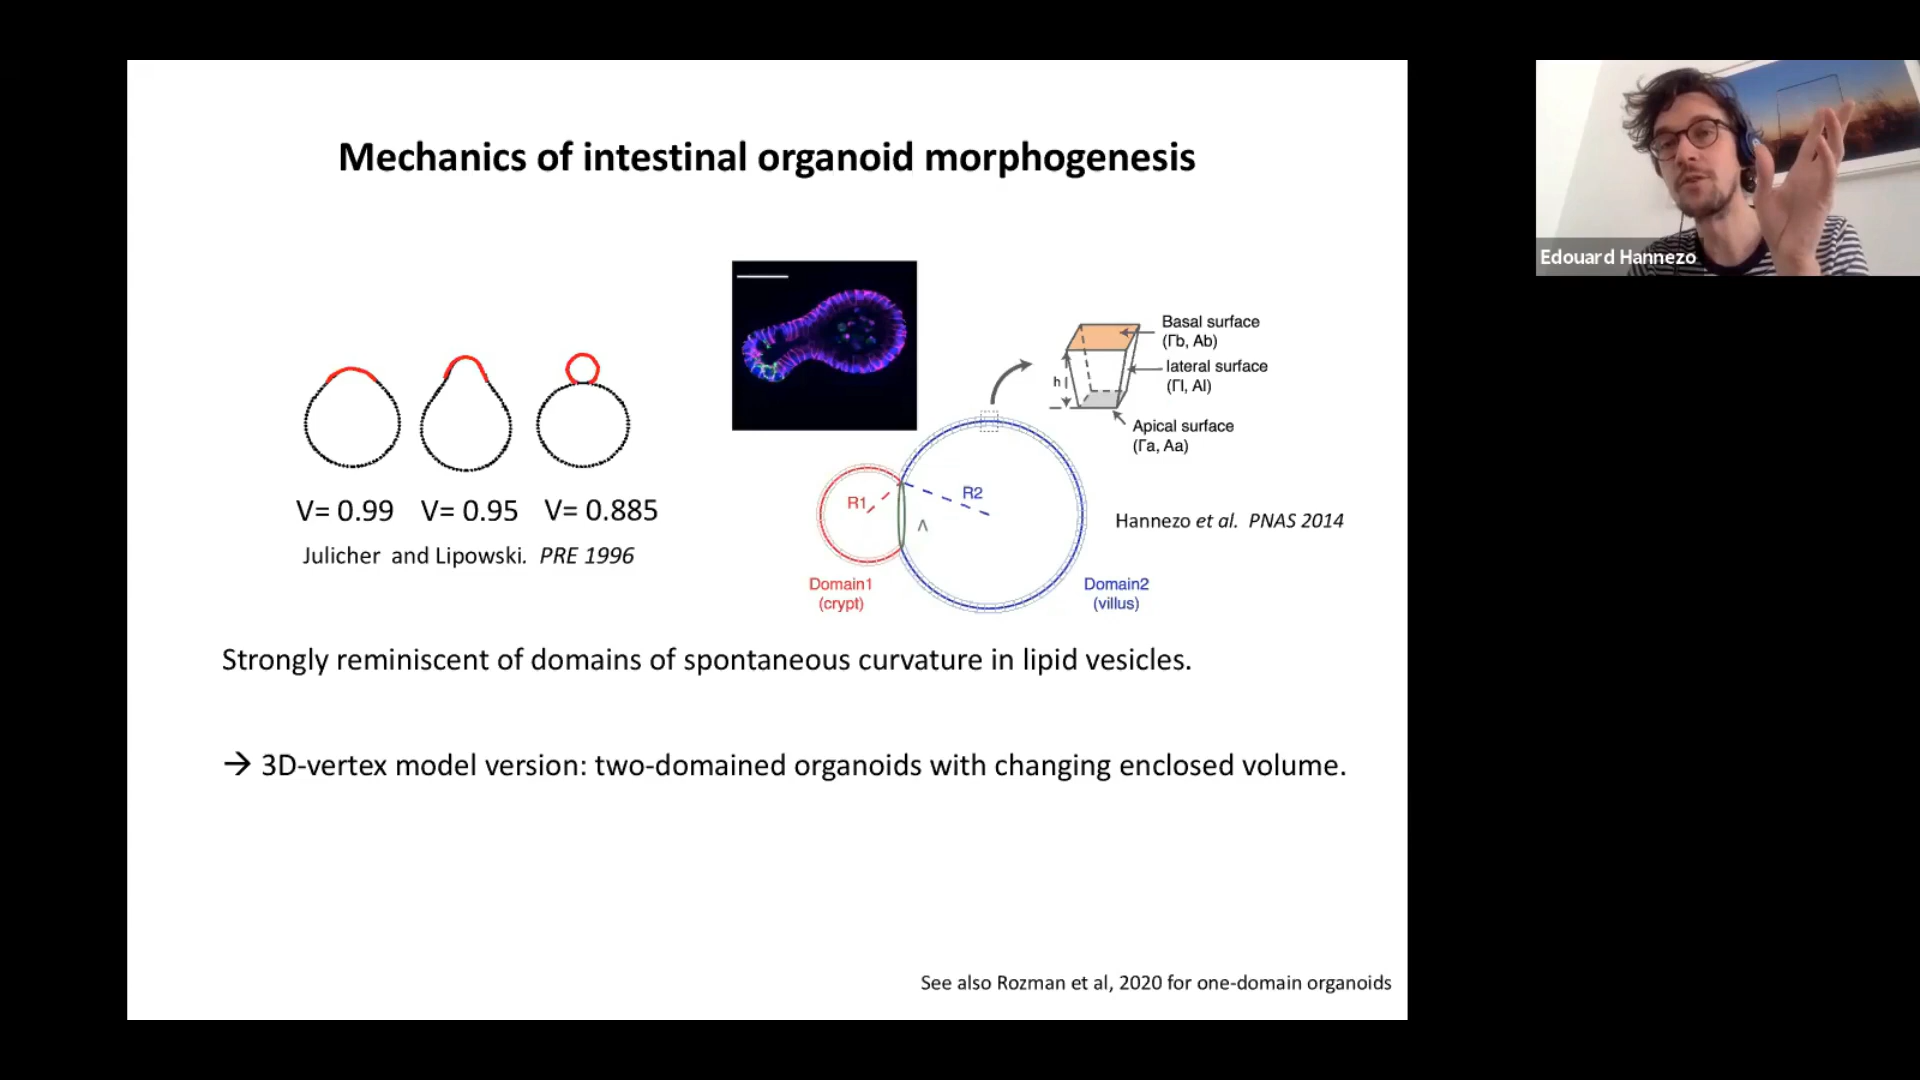 Mechanics of intestinal organoid morphogenesis
Edouard Hannezo
V= 0.99 V= 0.95 V= 0.885
Julicher and Lipowski. PRE 1996
Basal surface
(Γb, Ab)
lateral surface
(Γl, Al)
h
Apical surface
(Γa, Aa)
R1
R2
Λ
Domain1
(crypt)
Domain2
(villus)
Hannezo et al. PNAS 2014
Strongly reminiscent of domains of spontaneous curvature in lipid vesicles.
→ 3D-vertex model version: two-domained organoids with changing enclosed volume.
See also Rozman et al, 2020 for one-domain organoids